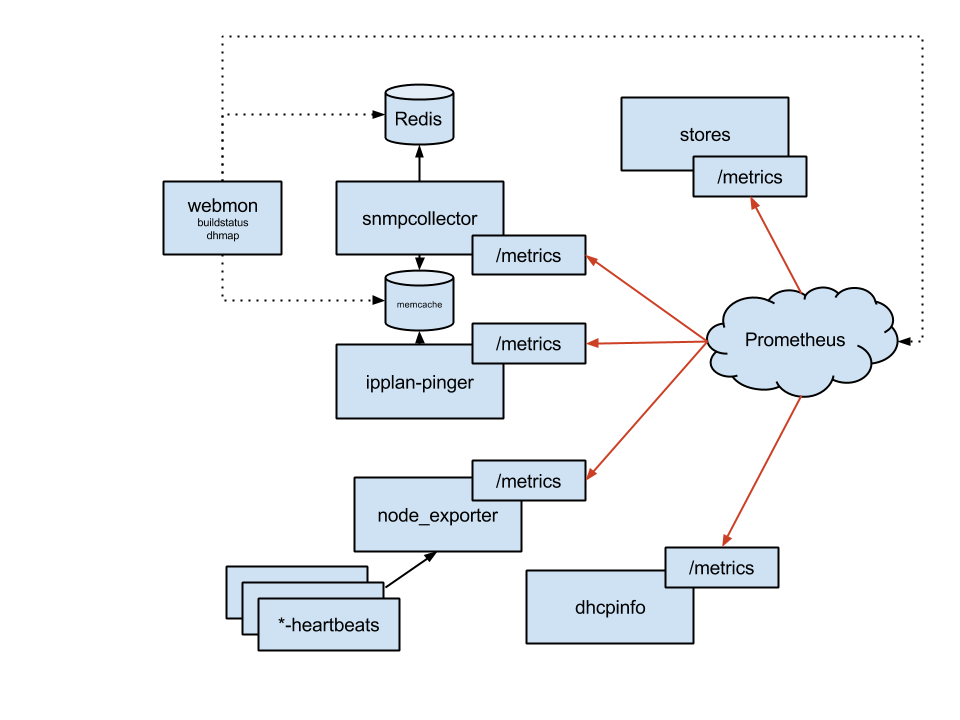 Redis
stores
/metrics
webmon
buildstatus
dhmap
snmpcollector
/metrics
memcache
/metrics
Prometheus
ipplan-pinger
/metrics
node_exporter
/metrics
dhcpinfo
*-heartbeats